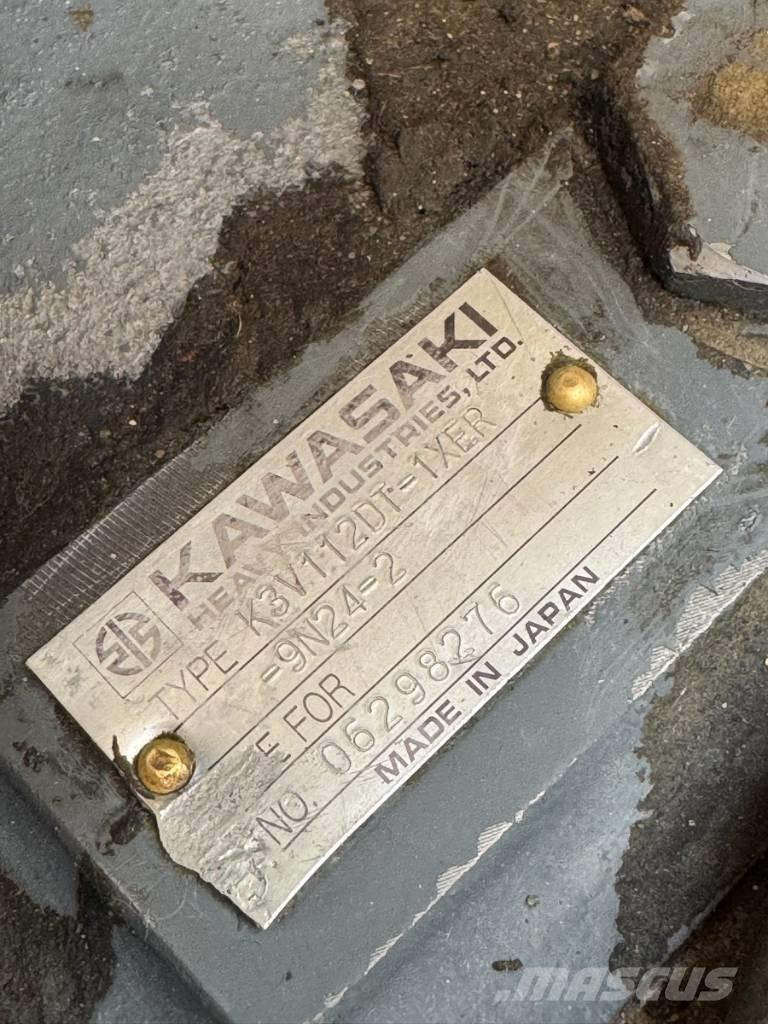 KAWASAKI
HEAVY INDUSTRIES, LTD.
TYPE K3V112DT-1XER
-9N24-2
E FOR
NO. 06298276
MADE IN JAPAN
MASCUS